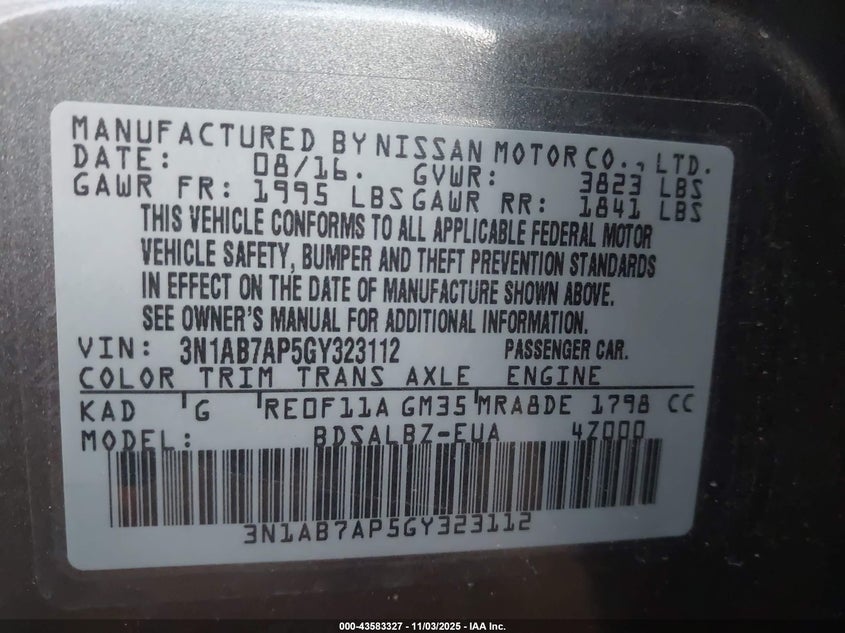 MANUFACTURED BY NISSAN MOTOR CO., LTD.
DATE: 08/16. GVWR: 3823 LBS
GAWR FR: 1995 LBS GAWR RR: 1841 LBS
THIS VEHICLE CONFORMS TO ALL APPLICABLE FEDERAL MOTOR
VEHICLE SAFETY, BUMPER AND THEFT PREVENTION STANDARDS
IN EFFECT ON THE DATE OF MANUFACTURE SHOWN ABOVE.
SEE OWNER'S MANUAL FOR ADDITIONAL INFORMATION.
VIN: 3N1AB7AP5GY323112 PASSENGER CAR.
COLOR TRIM TRANS AXLE ENGINE
KAD G RE0F11A GM35 MRA8DE 1798 CC
MODEL: BDSALBZ-EUA 4Z000
3N1AB7AP5GY323112
000-43583327 - 11/03/2025 - IAA Inc.